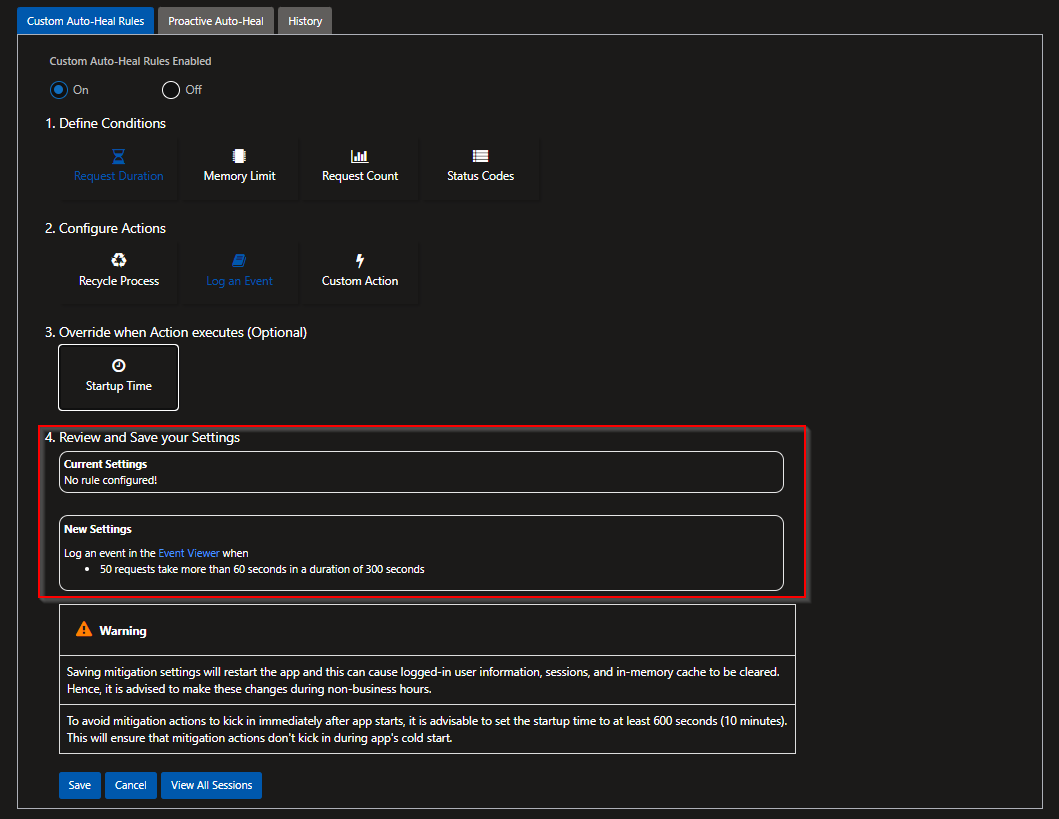 Custom Auto-Heal Rules
Proactive Auto-Heal
History
Custom Auto-Heal Rules Enabled
On
Off
1. Define Conditions
Request Duration
Memory Limit
Request Count
Status Codes
2. Configure Actions
Recycle Process
Log an Event
Custom Action
3. Override when Action executes (Optional)
Startup Time
4. Review and Save your Settings
Current Settings
No rule configured!
New Settings
Log an event in the Event Viewer when
• 50 requests take more than 60 seconds in a duration of 300 seconds
Warning
Saving mitigation settings will restart the app and this can cause logged-in user information, sessions, and in-memory cache to be cleared.
Hence, it is advised to make these changes during non-business hours.
To avoid mitigation actions to kick in immediately after app starts, it is advisable to set the startup time to at least 600 seconds (10 minutes).
This will ensure that mitigation actions don't kick in during app's cold start.
Save
Cancel
View All Sessions